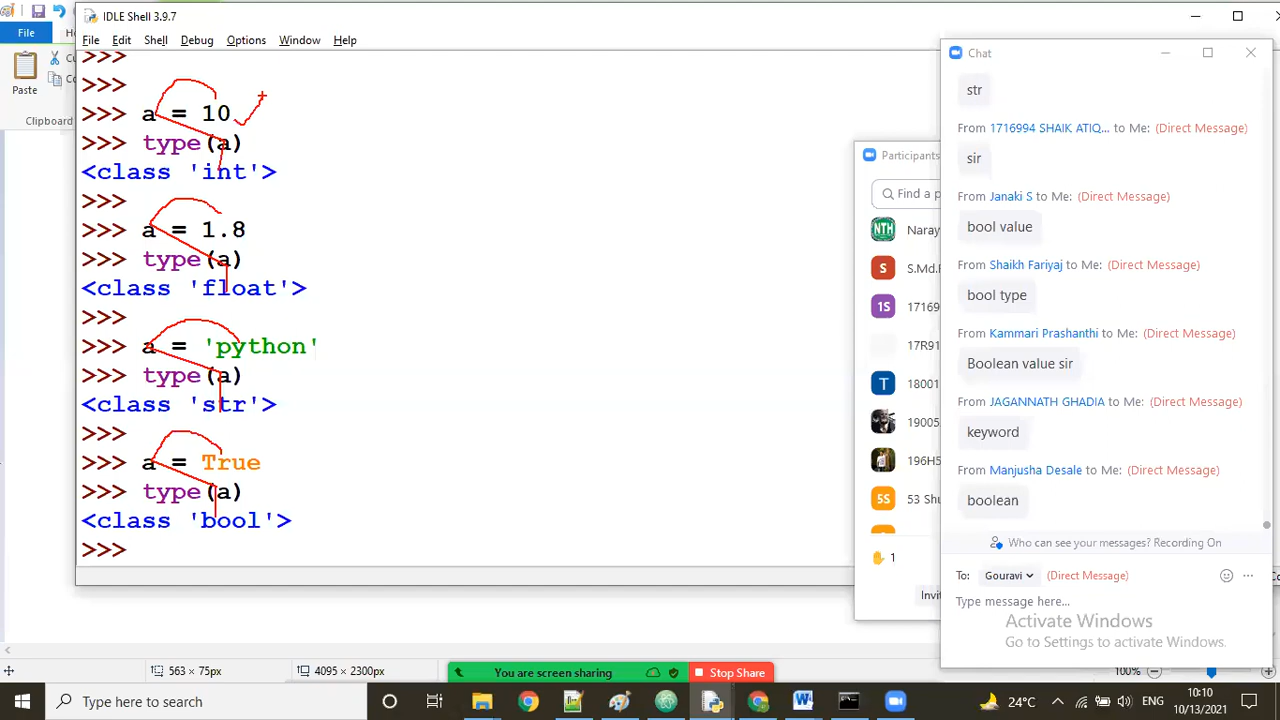 IDLE Shell 3.9.7
File
File Edit Shell Debug Options Window Help
Paste
Clipboard
>>>
>>>
>>> a = 10
>>> type(a)
<class 'int'>
>>>
>>> a = 1.8
>>> type(a)
<class 'float'>
>>>
>>> a = 'python'
>>> type(a)
<class 'str'>
>>>
>>> a = True
>>> type(a)
<class 'bool'>
>>>
Participants
Find a p
NTH Naray
S S.Md.
1S 17169
17R91
T 18001
19005
196H5
5S 53 Shu
1
Invi
Chat
str
From 1716994 SHAIK ATIQ... to Me: (Direct Message)
sir
From Janaki S to Me: (Direct Message)
bool value
From Shaikh Fariyaj to Me: (Direct Message)
bool type
From Kammari Prashanthi to Me: (Direct Message)
Boolean value sir
From JAGANNATH GHADIA to Me: (Direct Message)
keyword
From Manjusha Desale to Me: (Direct Message)
boolean
Who can see your messages? Recording On
To: Gouravi (Direct Message)
Type message here...
Activate Windows
Go to Settings to activate Windows.
563 × 75px
4095 × 2300px
You are screen sharing
Stop Share
100%
Type here to search
24°C
ENG
10:10
10/13/2021